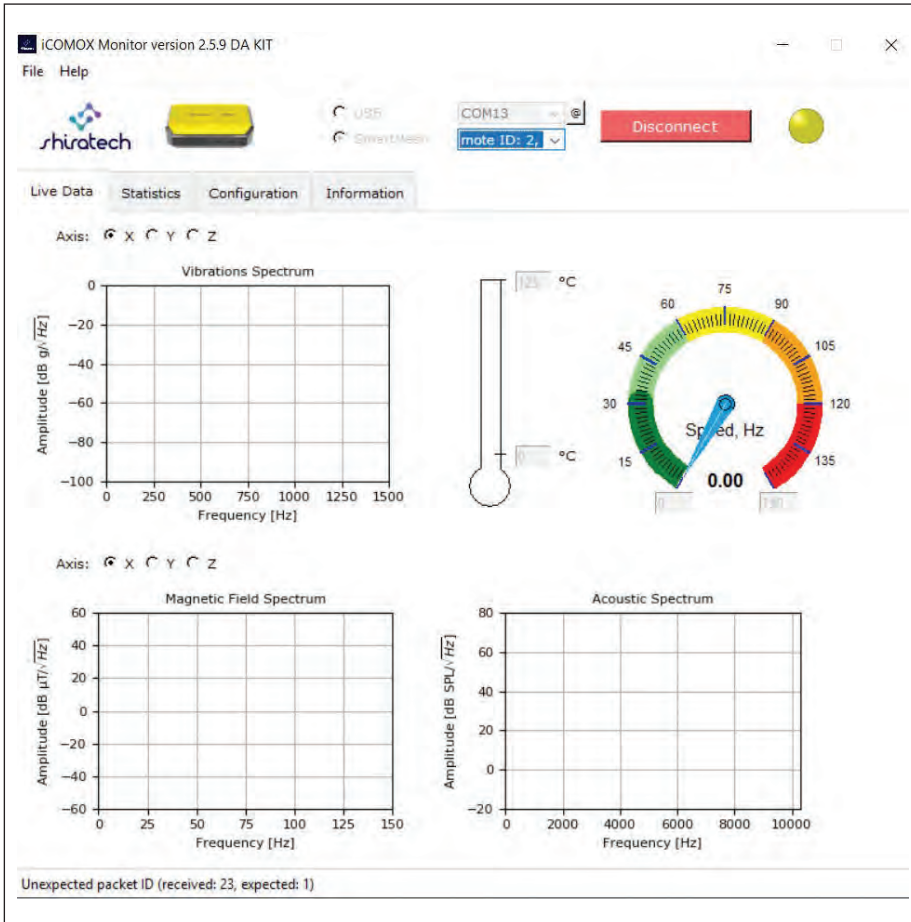 iCOMOX Monitor version 2.5.9 DA KIT
File Help
shiratech
USB
SmartMesh
COM13
@
mote ID: 2,
Disconnect
Live Data Statistics Configuration Information
Axis: X Y Z
Vibrations Spectrum
Amplitude [dB g/√Hz]
0
−20
−40
−60
−80
−100
0 250 500 750 1000 1250 1500
Frequency [Hz]
125 °C
0 °C
0 15 30 45 60 75 90 105 120 135
Speed, Hz
0.00
Axis: X Y Z
Magnetic Field Spectrum
Amplitude [dB µT/√Hz]
60
40
20
0
−20
−40
−60
0 25 50 75 100 125 150
Frequency [Hz]
Acoustic Spectrum
Amplitude [dB SPL/√Hz]
80
60
40
20
0
−20
0 2000 4000 6000 8000 10000
Frequency [Hz]
Unexpected packet ID (received: 23, expected: 1)